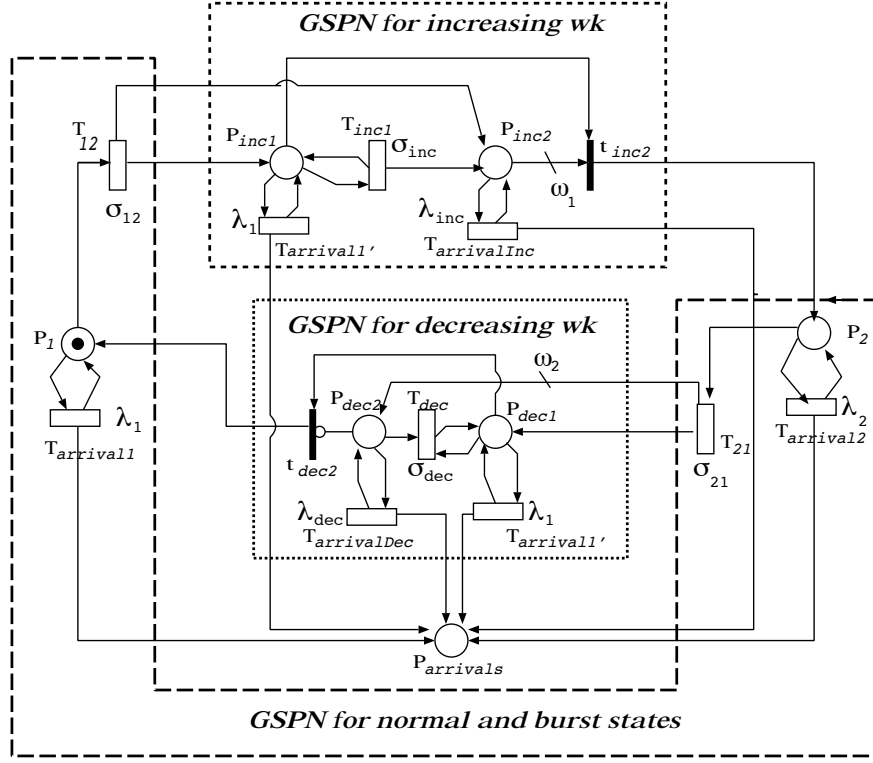 GSPN for increasing wk
T12
σ12
Pinc1
Tinc1
σinc
Pinc2
tinc2
ω1
λ1
Tarrival1'
λinc
TarrivalInc
GSPN for decreasing wk
P1
λ1
Tarrival1
ω2
Pdec2
Tdec
Pdec1
tdec2
σdec
T21
σ21
P2
λ2
Tarrival2
λdec
TarrivalDec
λ1
Tarrival1'
Parrivals
GSPN for normal and burst states